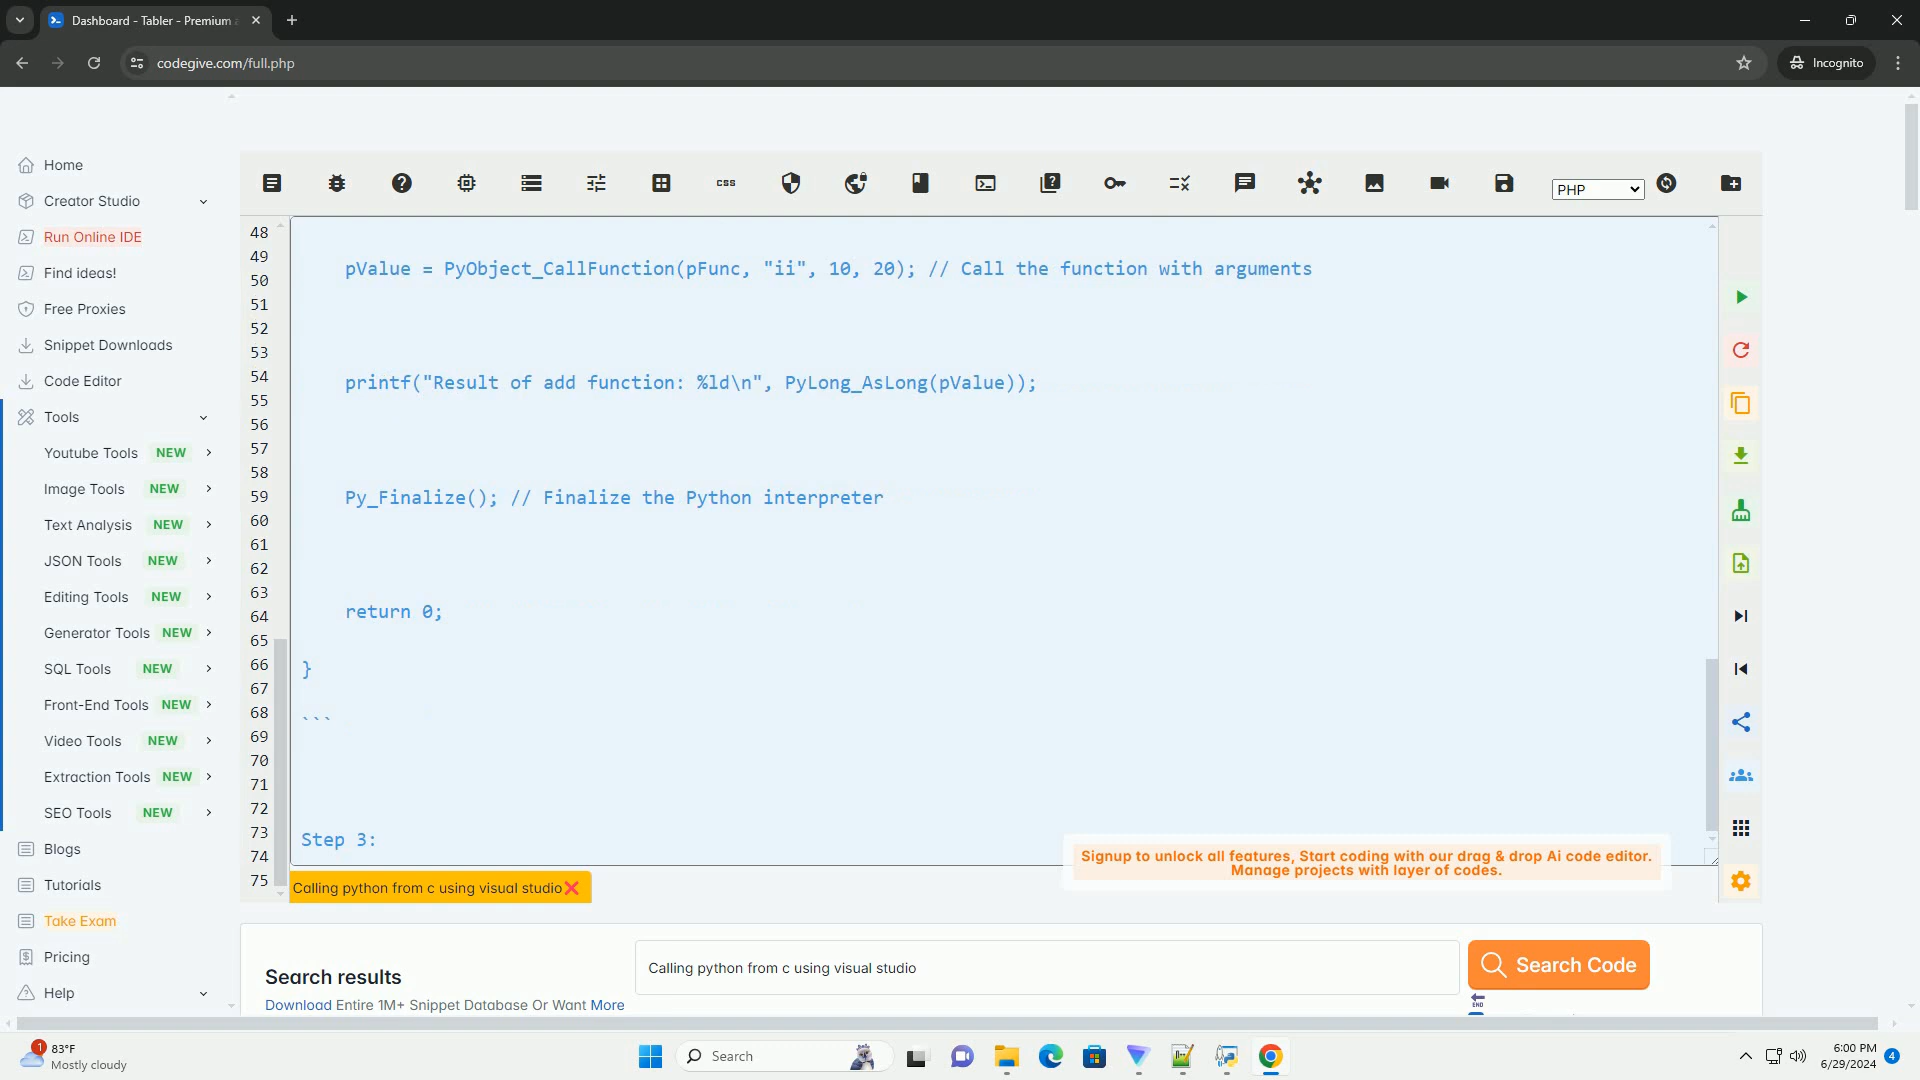 Dashboard - Tabler - Premium
codegive.com/full.php
Incognito
Home
Creator Studio
Run Online IDE
Find ideas!
Free Proxies
Snippet Downloads
Code Editor
Tools
Youtube Tools NEW
Image Tools NEW
Text Analysis NEW
JSON Tools NEW
Editing Tools NEW
Generator Tools NEW
SQL Tools NEW
Front-End Tools NEW
Video Tools NEW
Extraction Tools NEW
SEO Tools NEW
Blogs
Tutorials
Take Exam
Pricing
Help
css
PHP
48
49
50
51
52
53
54
55
56
57
58
59
60
61
62
63
64
65
66
67
68
69
70
71
72
73
74
75
pValue = PyObject_CallFunction(pFunc, "ii", 10, 20); // Call the function with arguments
printf("Result of add function: %ld\n", PyLong_AsLong(pValue));
Py_Finalize(); // Finalize the Python interpreter
return 0;
}
```
Step 3:
Signup to unlock all features, Start coding with our drag & drop Ai code editor.
Manage projects with layer of codes.
Calling python from c using visual studio
Search results
Download Entire 1M+ Snippet Database Or Want More
Calling python from c using visual studio
Search Code
END
1
83°F
Mostly cloudy
Search
6:00 PM
6/29/2024
4